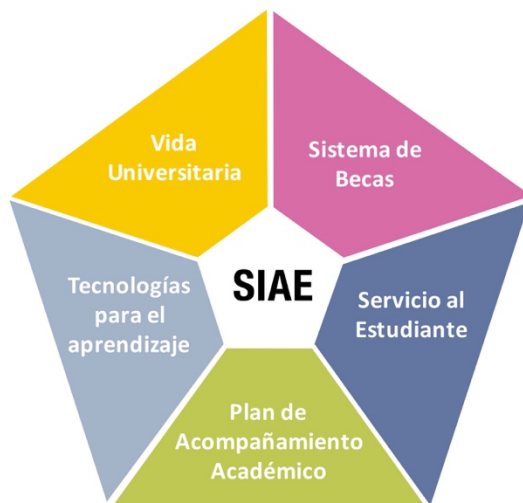 Vida
Universitaria
Sistema de
Becas
Tecnologías
para el
aprendizaje
SIAE
Servicio al
Estudiante
Plan de
Acompañamiento
Académico